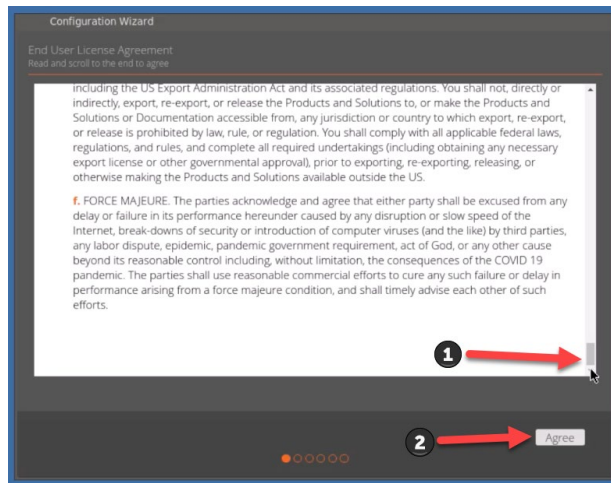 Configuration Wizard
End User License Agreement
Read and scroll to the end to agree
including the US Export Administration Act and its associated regulations. You shall not, directly or
indirectly, export, re-export, or release the Products and Solutions to, or make the Products and
Solutions or Documentation accessible from, any jurisdiction or country to which export, re-export,
or release is prohibited by law, rule, or regulation. You shall comply with all applicable federal laws,
regulations, and rules, and complete all required undertakings (including obtaining any necessary
export license or other governmental approval), prior to exporting, re-exporting, releasing, or
otherwise making the Products and Solutions available outside the US.
f. FORCE MAJEURE. The parties acknowledge and agree that either party shall be excused from any
delay or failure in its performance hereunder caused by any disruption or slow speed of the
Internet, break-downs of security or introduction of computer viruses (and the like) by third parties,
any labor dispute, epidemic, pandemic government requirement, act of God, or any other cause
beyond its reasonable control including, without limitation, the consequences of the COVID 19
pandemic. The parties shall use reasonable commercial efforts to cure any such failure or delay in
performance arising from a force majeure condition, and shall timely advise each other of such
efforts.
1
2
Agree